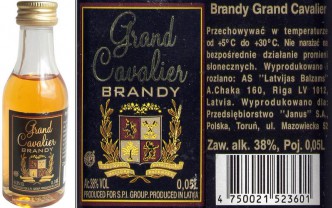 Grand
Cavalier
BRANDY
Grand
Cavalier
BRANDY
Alc.38% VOL
0,05L
PRODUCED FOR S.P.I. GROUP. PRODUCED IN LATVIA
Brandy Grand Cavalier
Przechowywać w temperaturze
od +5°C do +30°C. Nie narażać na
bezpośrednie działanie promieni
słonecznych. Wyprodukowano i
rozlano: AS "Latvijas Balzams"
A.Čaka 160, Riga LV 1012,
Latvia. Wyprodukowano dla:
Przedsiębiorstwo "Janus" S.A.,
Polska, Toruń, ul. Mazowiecka
Zaw. alk. 38%, Poj. 0,05L
4 750021 523601